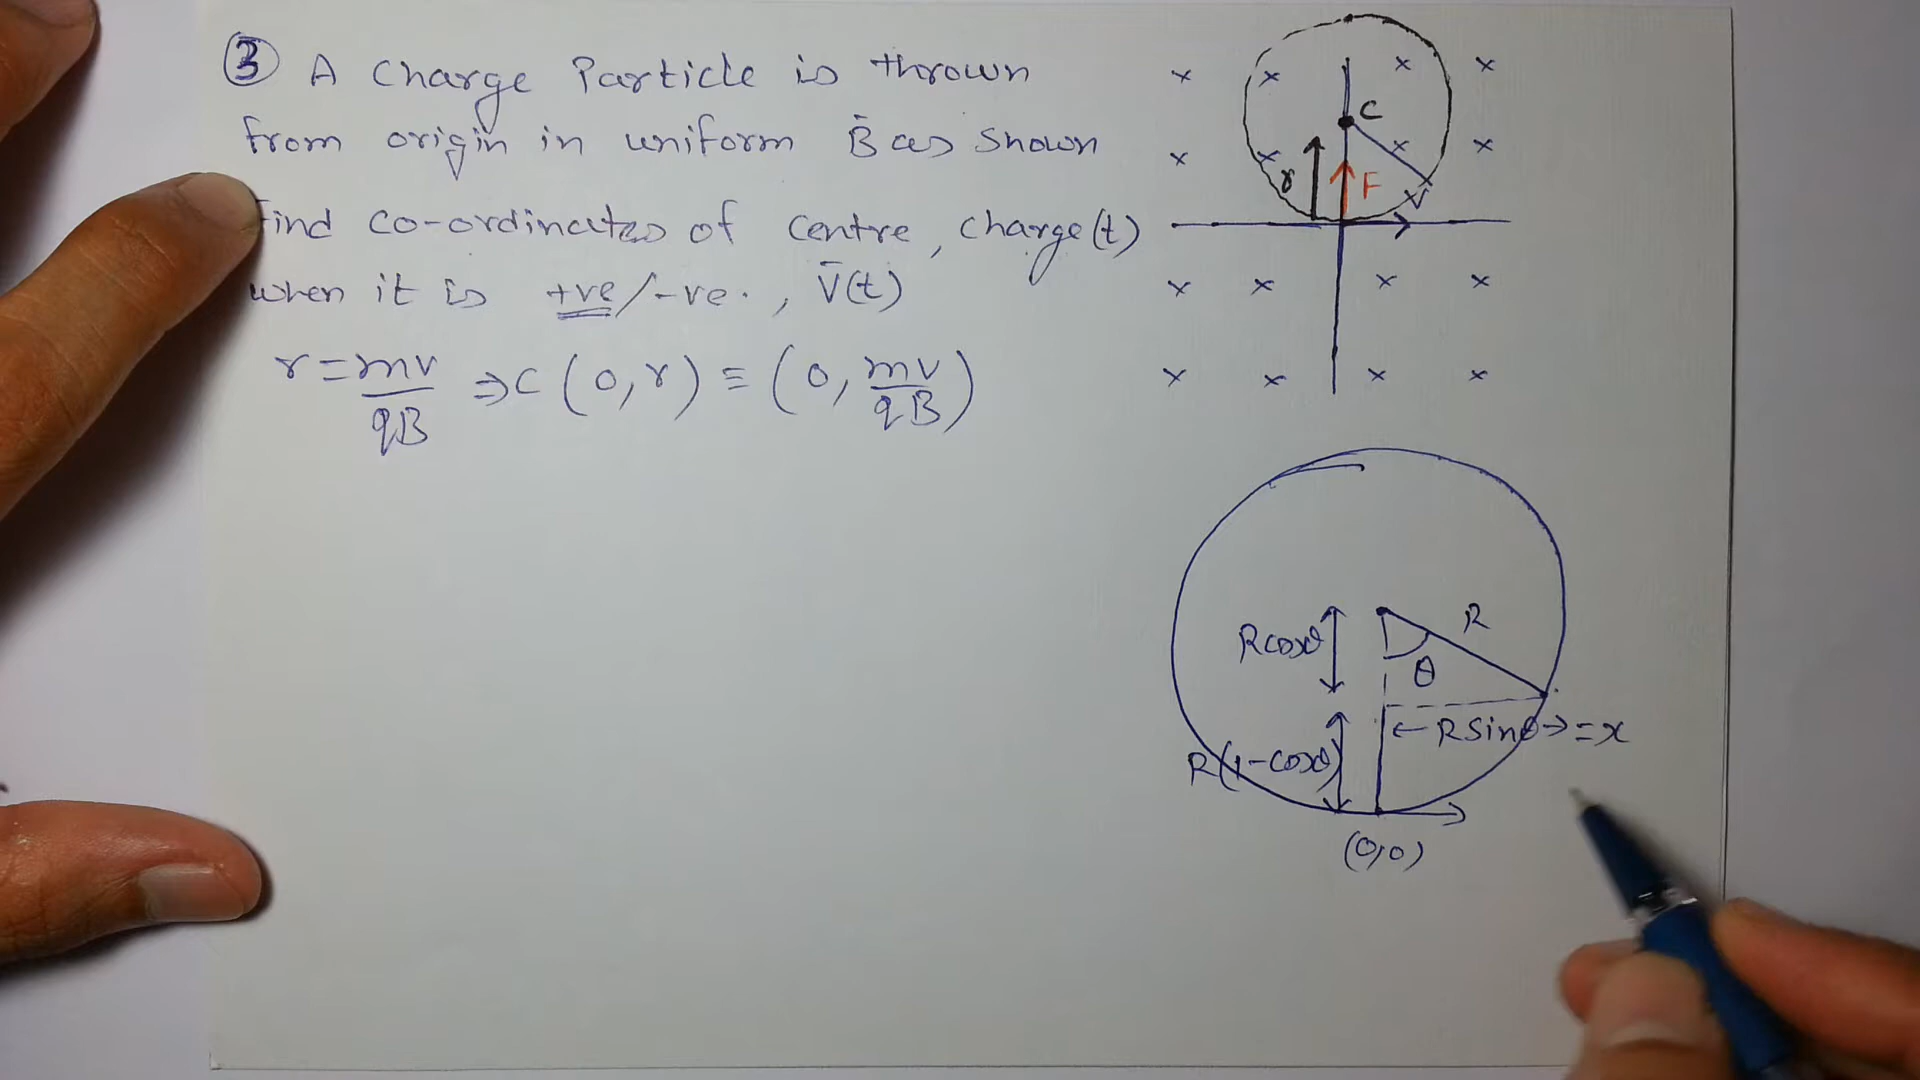 ③ A Charge Particle is thrown
from origin in uniform B̄ as shown
find co-ordinates of centre, charge(t)
when it is +ve/-ve. , V̄(t)
r = mv/qB ⇒ C (0, r) ≡ (0, mv/qB)
x x x x
C
x x x x
r F V
x x x x
x x x x
R
Rcosθ
θ
← Rsinθ → = x
R(1-cosθ)
(0,0)